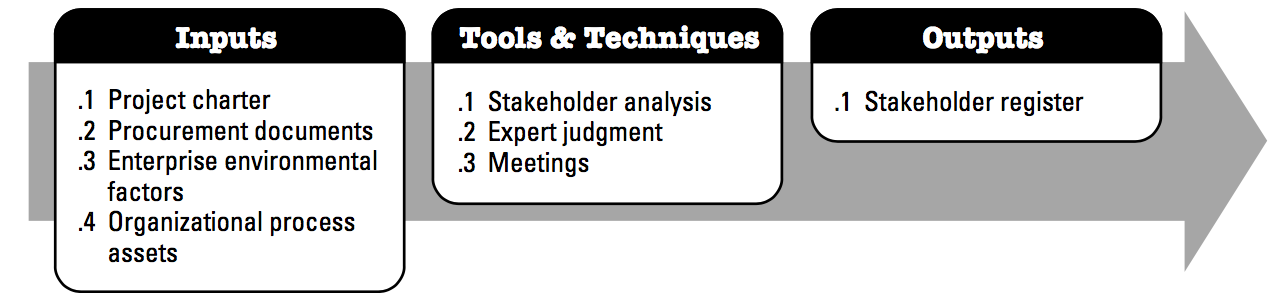 Inputs
.1 Project charter
.2 Procurement documents
.3 Enterprise environmental
factors
.4 Organizational process
assets
Tools & Techniques
.1 Stakeholder analysis
.2 Expert judgment
.3 Meetings
Outputs
.1 Stakeholder register